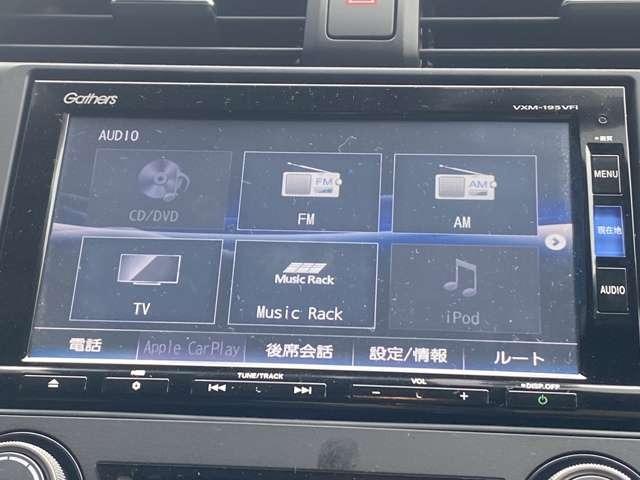 Gathers
VXM-195VFi
AUDIO
CD/DVD
FM
FM
AM
AM
TV
Music Rack
Music Rack
iPod
電話
Apple CarPlay
後席会話
設定/情報
ルート
画質
MENU
現在地
AUDIO
TUNE/TRACK
VOL
DISP.OFF